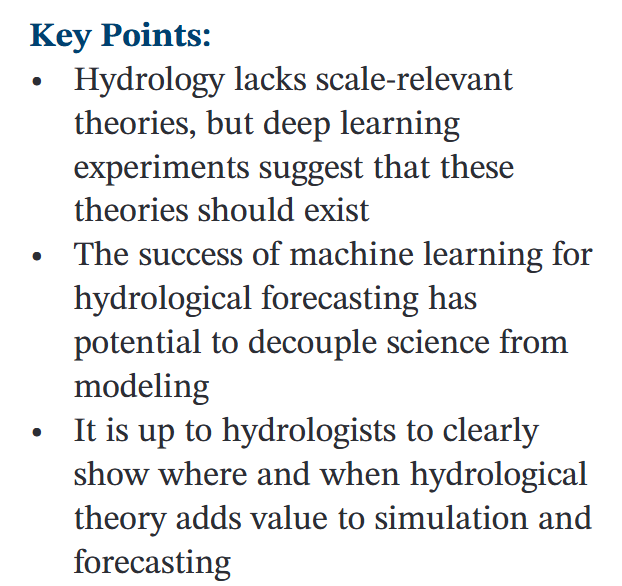 Key Points:
• Hydrology lacks scale-relevant
theories, but deep learning
experiments suggest that these
theories should exist
• The success of machine learning for
hydrological forecasting has
potential to decouple science from
modeling
• It is up to hydrologists to clearly
show where and when hydrological
theory adds value to simulation and
forecasting